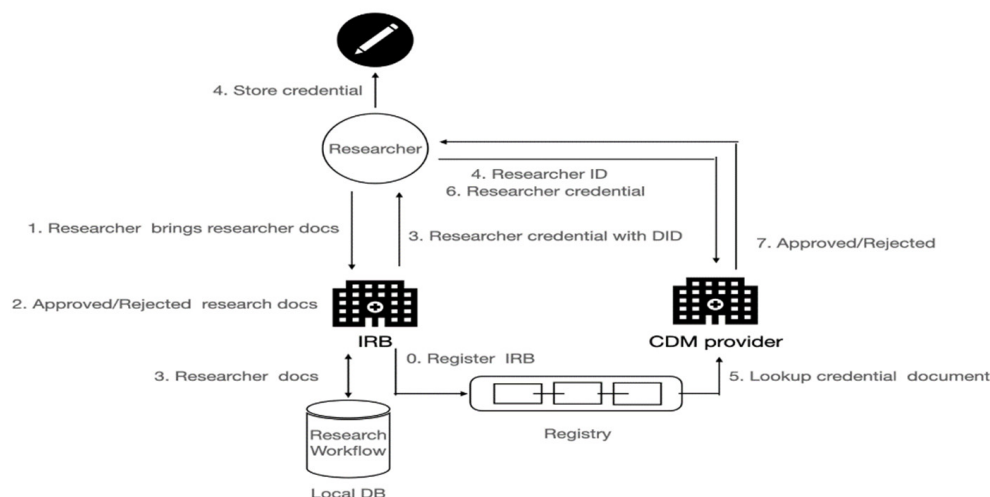 4. Store credential
Researcher
4. Researcher ID
6. Researcher credential
1. Researcher brings researcher docs
3. Researcher credential with DID
7. Approved/Rejected
2. Approved/Rejected research docs
IRB
CDM provider
0. Register IRB
3. Researcher docs
5. Lookup credential document
Research
Workflow
Registry
Local DB